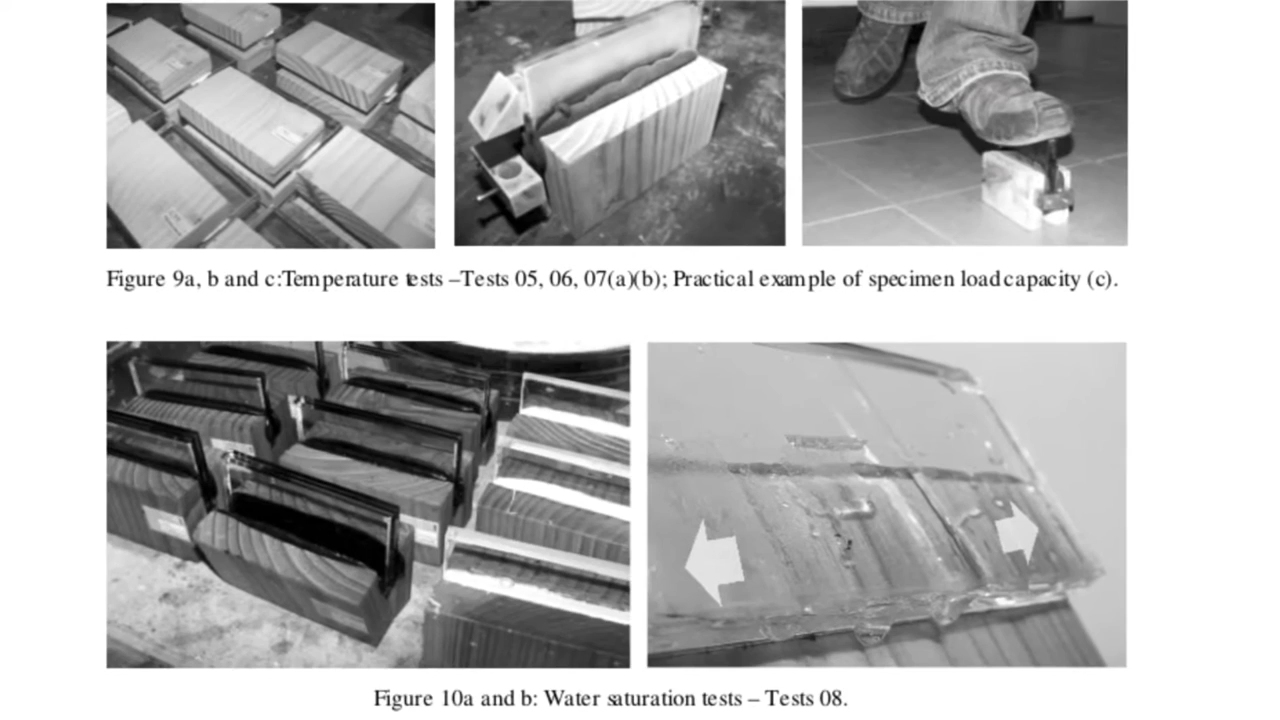 Figure 9a, b and c:Temperature tests –Tests 05, 06, 07(a)(b); Practical example of specimen load capacity (c).
Figure 10a and b: Water saturation tests – Tests 08.